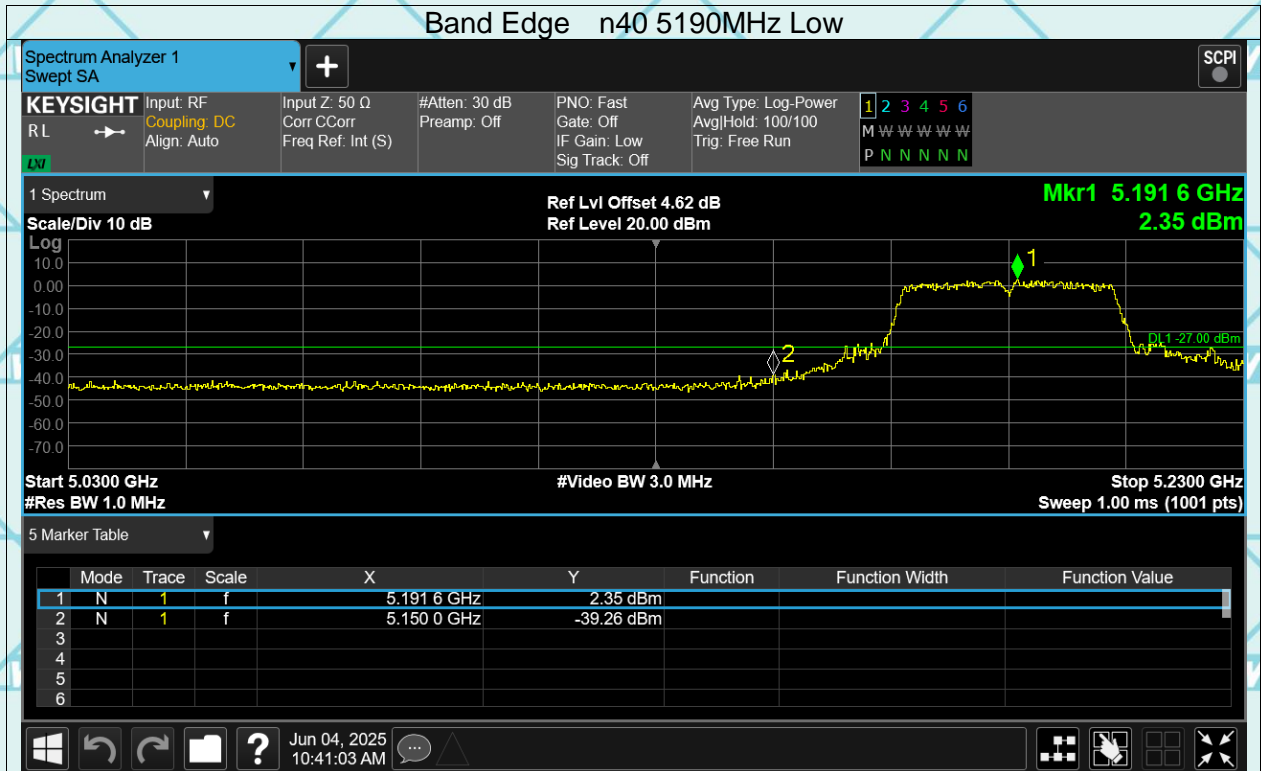 Band Edge n40 5190MHz Low
Spectrum Analyzer 1
Swept SA
+
SCPI
KEYSIGHT
R L
LXI
Input: RF
Coupling: DC
Align: Auto
Input Z: 50 Ω
Corr CCorr
Freq Ref: Int (S)
#Atten: 30 dB
Preamp: Off
PNO: Fast
Gate: Off
IF Gain: Low
Sig Track: Off
Avg Type: Log-Power
Avg|Hold: 100/100
Trig: Free Run
1 2 3 4 5 6
M W W W W W
P N N N N N
1 Spectrum
Scale/Div 10 dB
Ref Lvl Offset 4.62 dB
Ref Level 20.00 dBm
Mkr1 5.191 6 GHz
2.35 dBm
Log
10.0
0.00
-10.0
-20.0
-30.0
-40.0
-50.0
-60.0
-70.0
1
2
DL1 -27.00 dBm
Start 5.0300 GHz
#Video BW 3.0 MHz
Stop 5.2300 GHz
#Res BW 1.0 MHz
Sweep 1.00 ms (1001 pts)
5 Marker Table
Mode Trace Scale X Y Function Function Width Function Value
1 N 1 f 5.191 6 GHz 2.35 dBm
2 N 1 f 5.150 0 GHz -39.26 dBm
3
4
5
6
?
Jun 04, 2025
10:41:03 AM